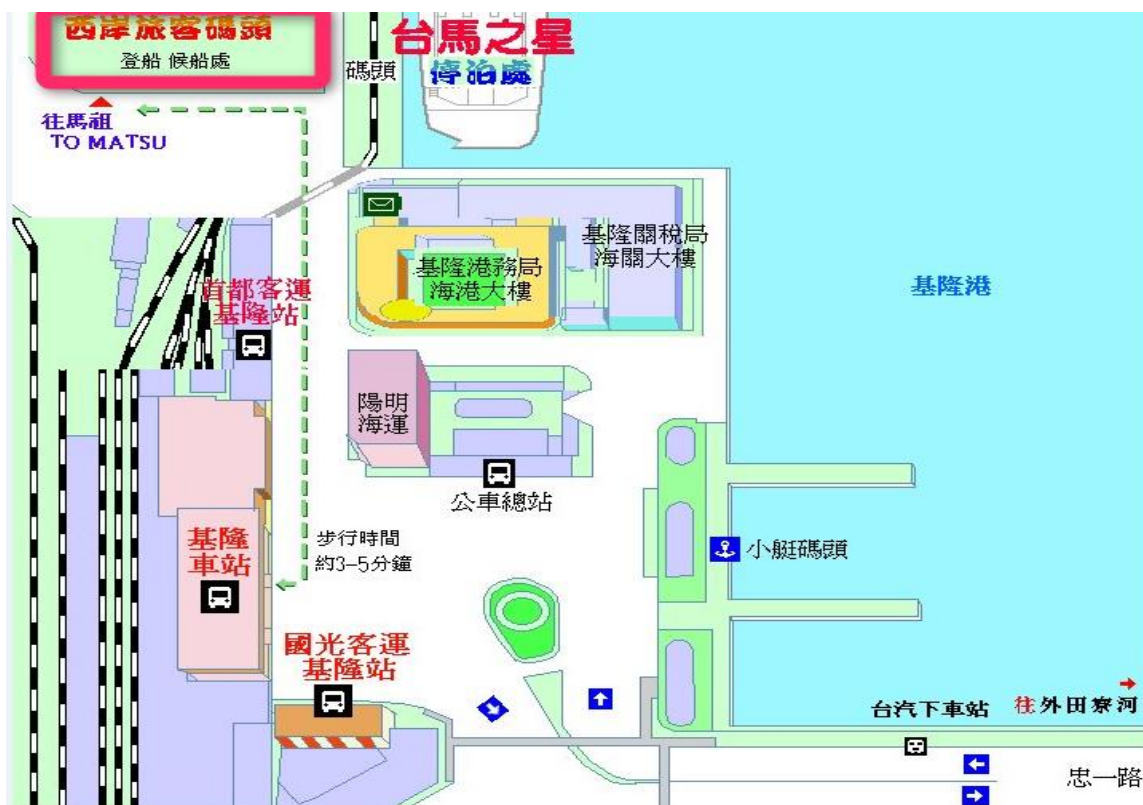 西岸旅客碼頭
登船 候船處
台馬之星
停泊處
碼頭
往馬祖
TO MATSU
基隆關稅局
海關大樓
基隆港務局
海港大樓
基隆港
首都客運
基隆站
陽明
海運
公車總站
步行時間
約3-5分鐘
基隆
車站
小艇碼頭
國光客運
基隆站
台汽下車站
往外田寮河
忠一路